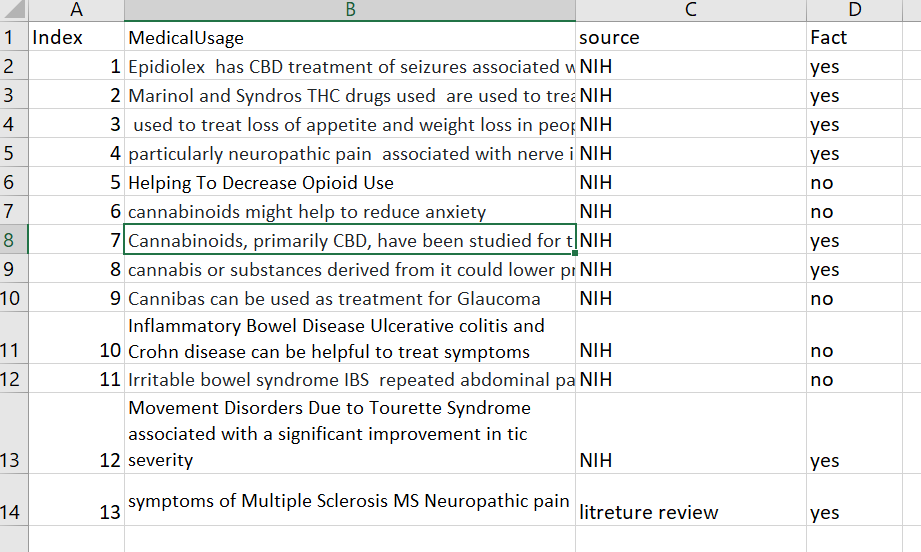 A B C D
1 Index MedicalUsage source Fact
2 1 Epidiolex has CBD treatment of seizures associated w NIH yes
3 2 Marinol and Syndros THC drugs used are used to trea NIH yes
4 3 used to treat loss of appetite and weight loss in peop NIH yes
5 4 particularly neuropathic pain associated with nerve i NIH yes
6 5 Helping To Decrease Opioid Use NIH no
7 6 cannabinoids might help to reduce anxiety NIH no
8 7 Cannabinoids, primarily CBD, have been studied for t NIH yes
9 8 cannabis or substances derived from it could lower pr NIH yes
10 9 Cannibas can be used as treatment for Glaucoma NIH no
Inflammatory Bowel Disease Ulcerative colitis and
11 10 Crohn disease can be helpful to treat symptoms NIH no
12 11 Irritable bowel syndrome IBS repeated abdominal pa NIH no
Movement Disorders Due to Tourette Syndrome
associated with a significant improvement in tic
13 12 severity NIH yes
symptoms of Multiple Sclerosis MS Neuropathic pain
14 13 litreture review yes